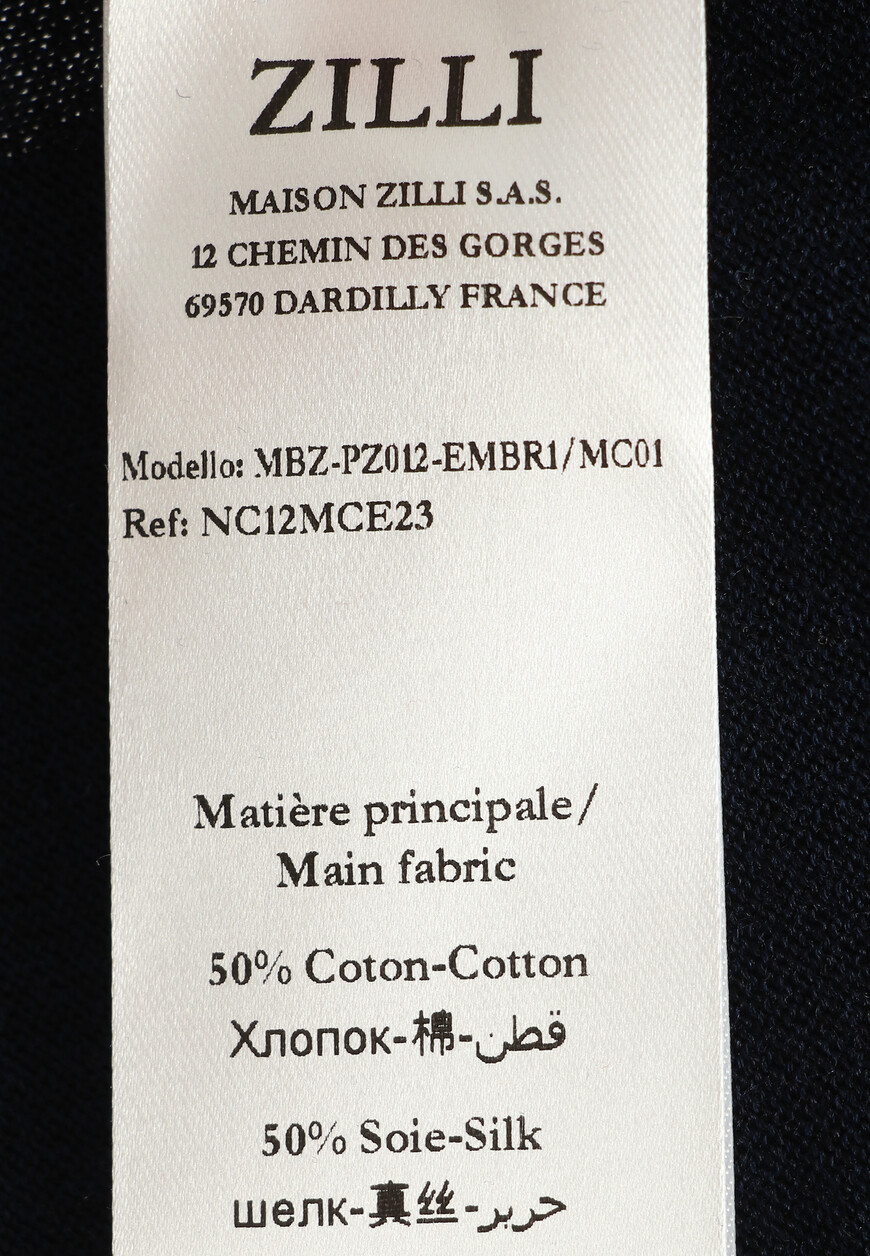 ZILLI
MAISON ZILLI S.A.S.
12 CHEMIN DES GORGES
69570 DARDILLY FRANCE
Modello: MBZ-PZ012-EMBR1/MC01
Ref: NC12MCE23
Matière principale/
Main fabric
50% Coton-Cotton
Хлопок-棉-قطن
50% Soie-Silk
шелк-真丝-حرير